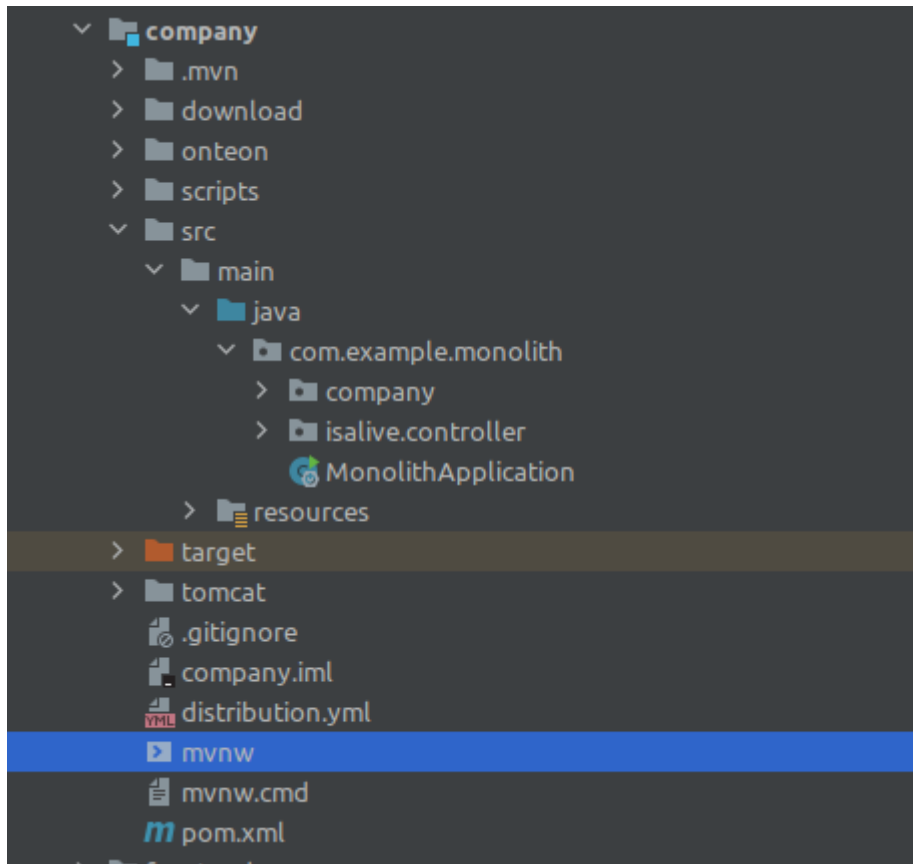 company
.mvn
download
onteon
scripts
src
main
java
com.example.monolith
company
isalive.controller
MonolithApplication
resources
target
tomcat
.gitignore
company.iml
YML distribution.yml
mvnw
mvnw.cmd
m pom.xml